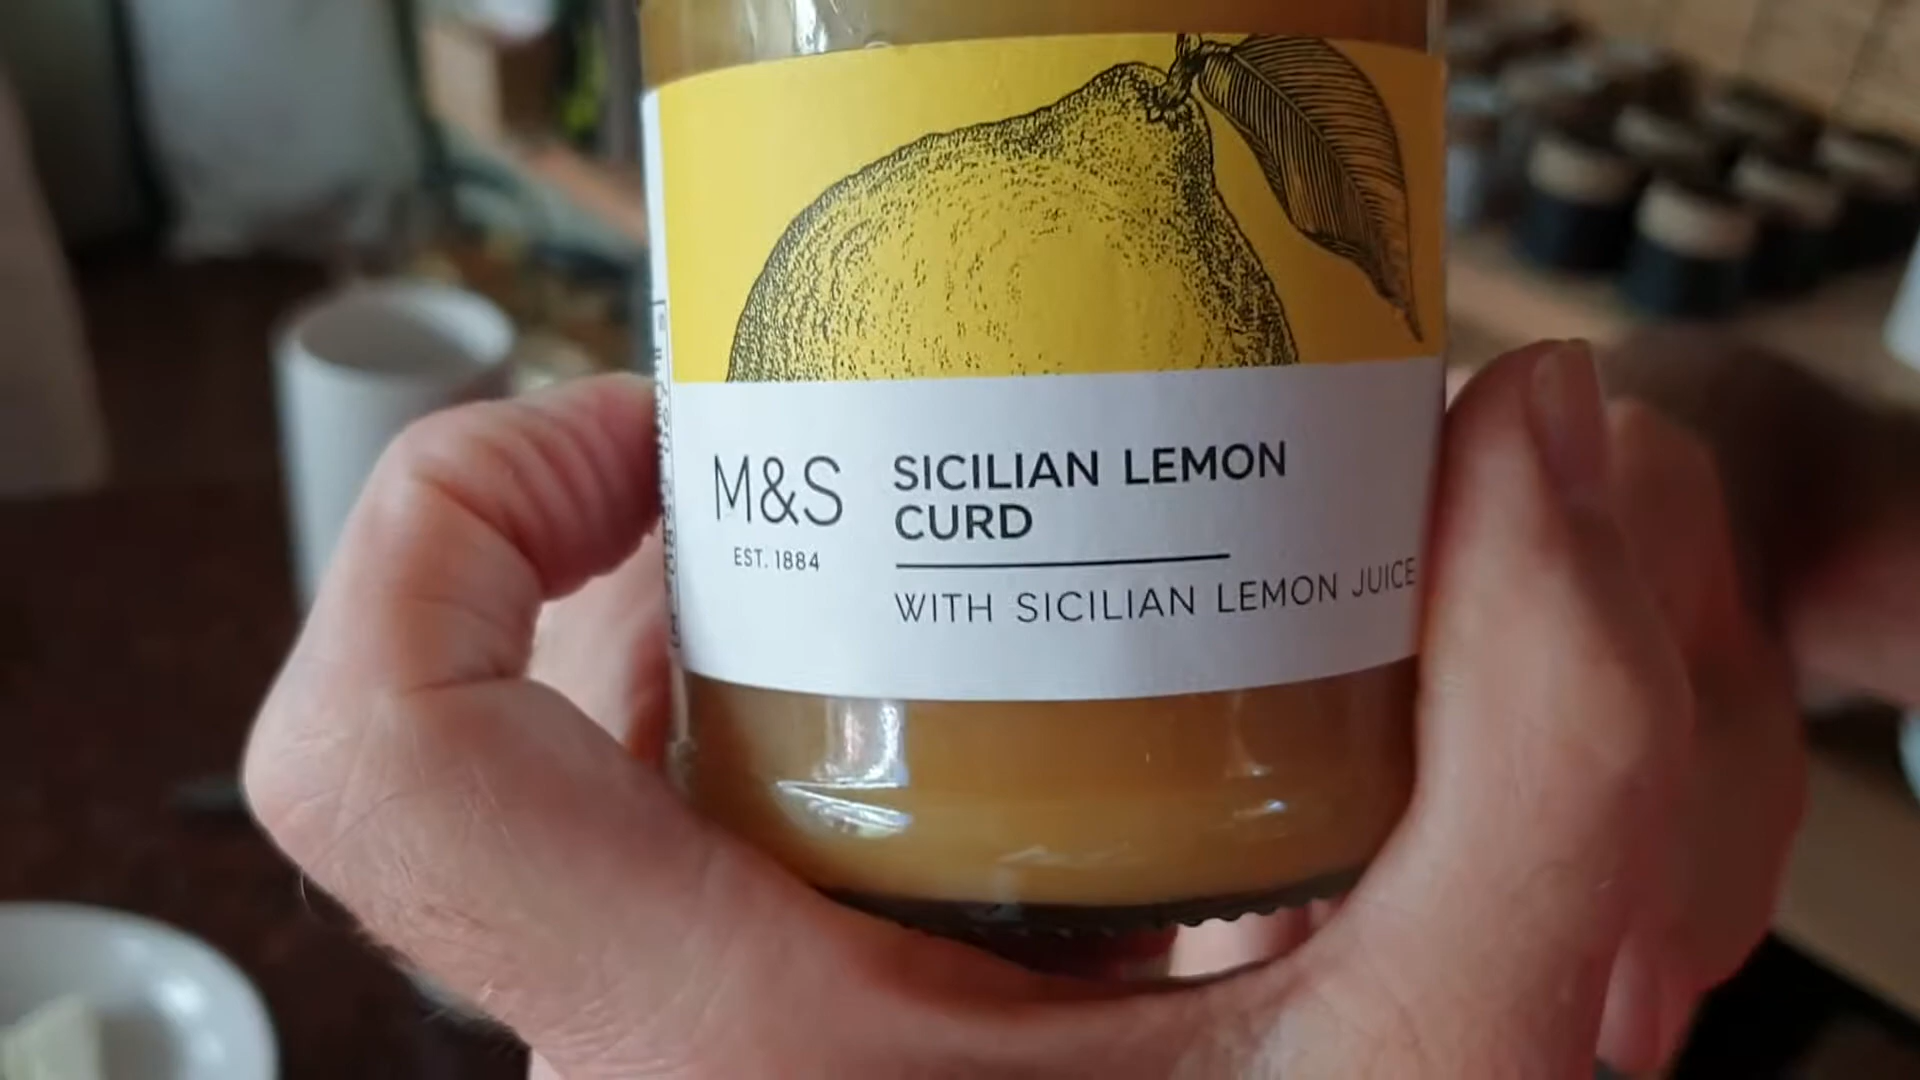 M&S
EST. 1884
SICILIAN LEMON
CURD
WITH SICILIAN LEMON JUICE